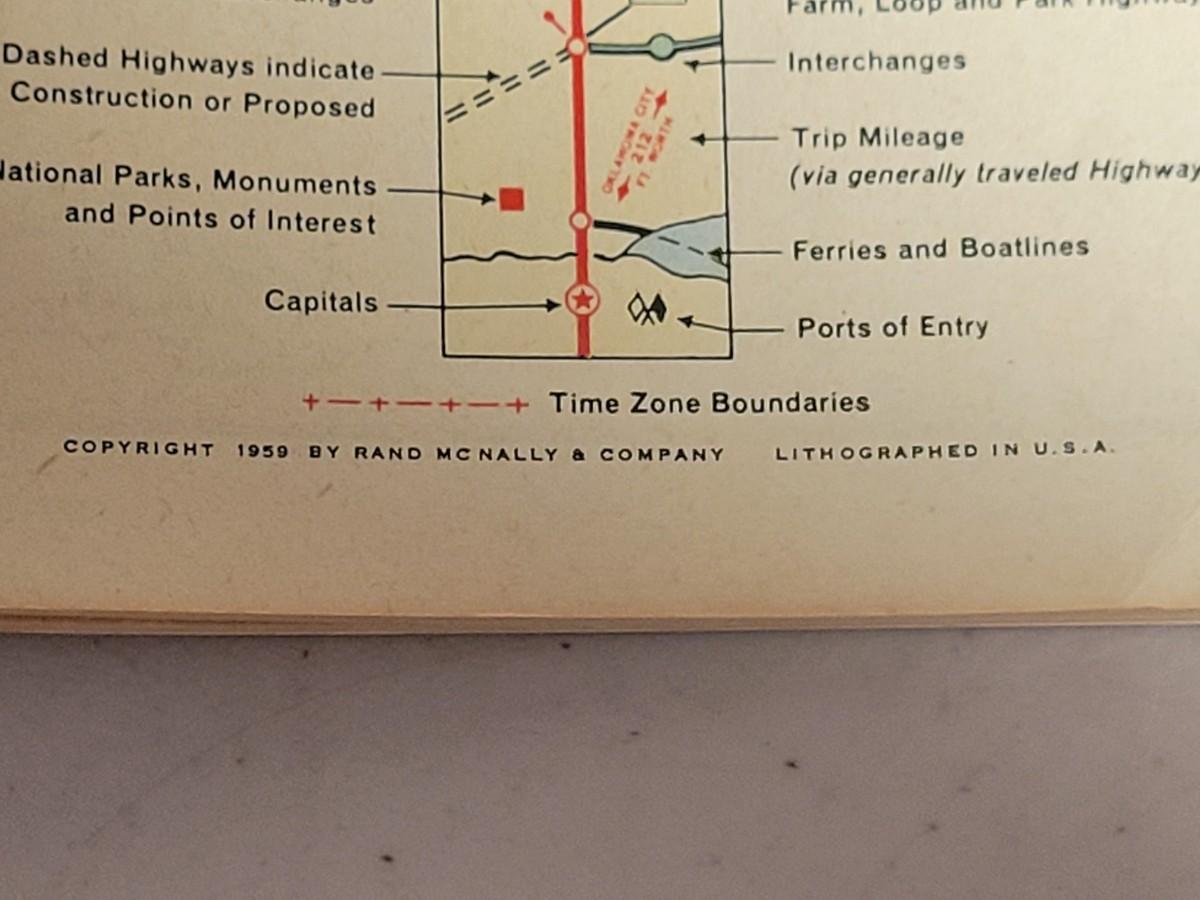 Farm, Loop and Park
Dashed Highways indicate
Construction or Proposed
Interchanges
OKLAHOMA CITY
212
FT. WORTH
Trip Mileage
(via generally traveled Highway
National Parks, Monuments
and Points of Interest
Ferries and Boatlines
Capitals
Ports of Entry
Time Zone Boundaries
COPYRIGHT 1959 BY RAND MCNALLY & COMPANY LITHOGRAPHED IN U.S.A.